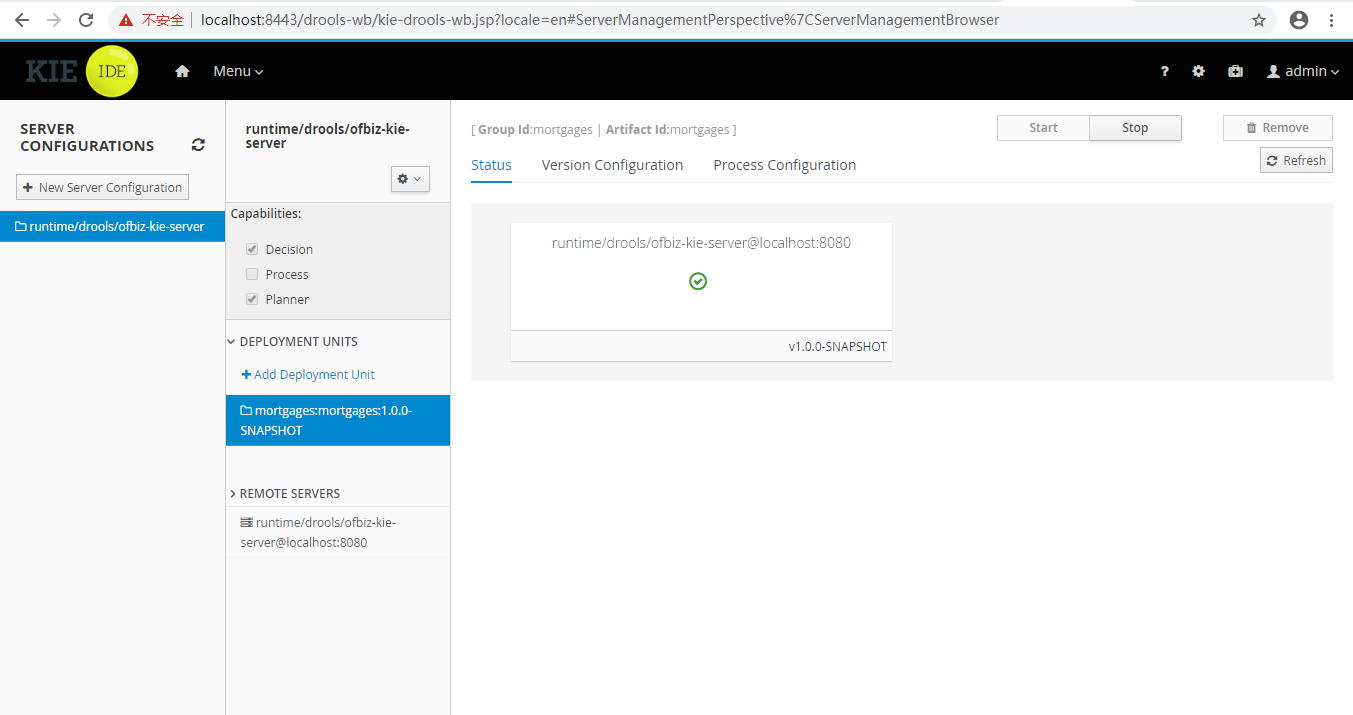 不安全 localhost:8443/drools-wb/kie-drools-wb.jsp?locale=en#ServerManagementPerspective%7CServerManagementBrowser
KIE IDE Menu ? admin
SERVER
CONFIGURATIONS
New Server Configuration
runtime/drools/ofbiz-kie-server
runtime/drools/ofbiz-kie-
server
Capabilities:
Decision
Process
Planner
DEPLOYMENT UNITS
Add Deployment Unit
mortgages:mortgages:1.0.0-
SNAPSHOT
REMOTE SERVERS
runtime/drools/ofbiz-kie-
server@localhost:8080
[ Group Id:mortgages | Artifact Id:mortgages ]
Start Stop Remove
Refresh
Status Version Configuration Process Configuration
runtime/drools/ofbiz-kie-server@localhost:8080
v1.0.0-SNAPSHOT